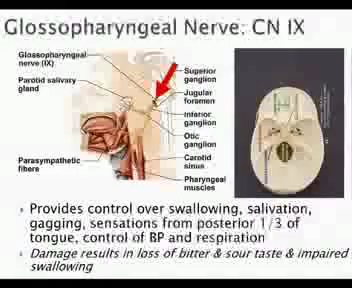 Glossopharyngeal Nerve: CN IX
Glossopharyngeal
nerve (IX)
Parotid salivary
gland
Parasympathetic
fibers
Superior
ganglion
Jugular
foramen
Inferior
ganglion
Otic
ganglion
Carotid
sinus
Pharyngeal
muscles
• Provides control over swallowing, salivation,
gagging, sensations from posterior 1/3 of
tongue, control of BP and respiration
• Damage results in loss of bitter & sour taste & impaired
swallowing